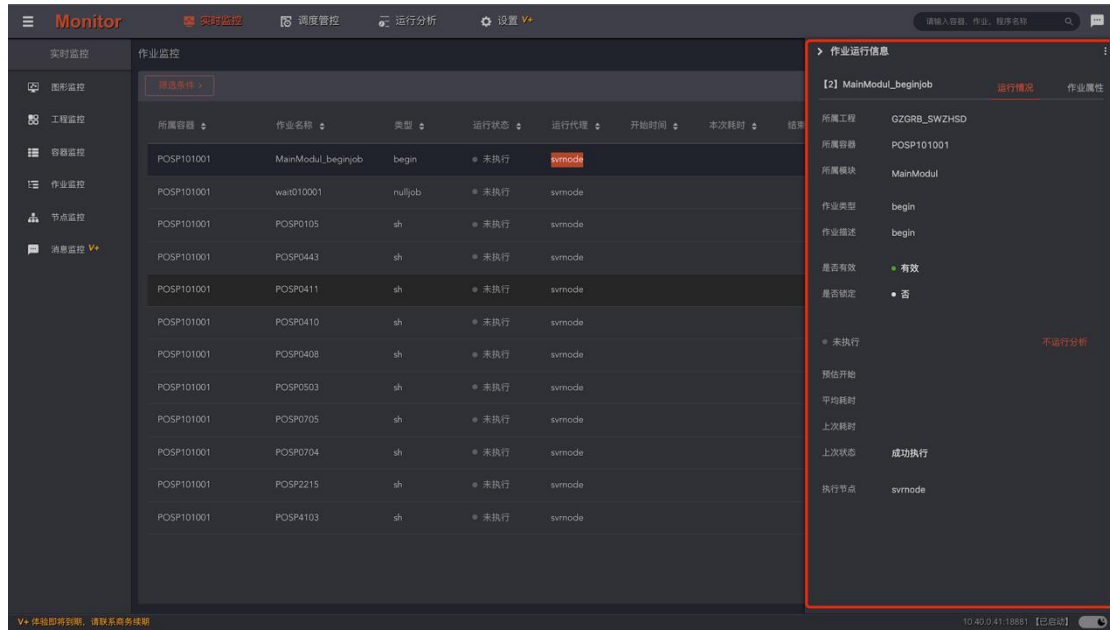 Monitor 实时监控 调度管控 运行分析 设置 V+ 请输入容器、作业、程序名称
实时监控
图形监控
工程监控
容器监控
作业监控
节点监控
消息监控 V+
作业监控
筛选条件 >
所属容器 作业名称 类型 运行状态 运行代理 开始时间 本次耗时 结束
POSP101001 MainModul_beginjob begin 未执行 svrnode
POSP101001 wait010001 nulljob 未执行 svrnode
POSP101001 POSP0105 sh 未执行 svrnode
POSP101001 POSP0443 sh 未执行 svrnode
POSP101001 POSP0411 sh 未执行 svrnode
POSP101001 POSP0410 sh 未执行 svrnode
POSP101001 POSP0408 sh 未执行 svrnode
POSP101001 POSP0503 sh 未执行 svrnode
POSP101001 POSP0705 sh 未执行 svrnode
POSP101001 POSP0704 sh 未执行 svrnode
POSP101001 POSP2215 sh 未执行 svrnode
POSP101001 POSP4103 sh 未执行 svrnode
作业运行信息
【2】MainModul_beginjob 运行情况 作业属性
所属工程 GZGRB_SWZHSD
所属容器 POSP101001
所属模块 MainModul
作业类型 begin
作业描述 begin
是否有效 有效
是否锁定 否
未执行 不运行分析
预估开始
平均耗时
上次耗时
上次状态 成功执行
执行节点 svrnode
V+ 体验即将到期，请联系商务续期 10.40.0.41:18881 【已启动】